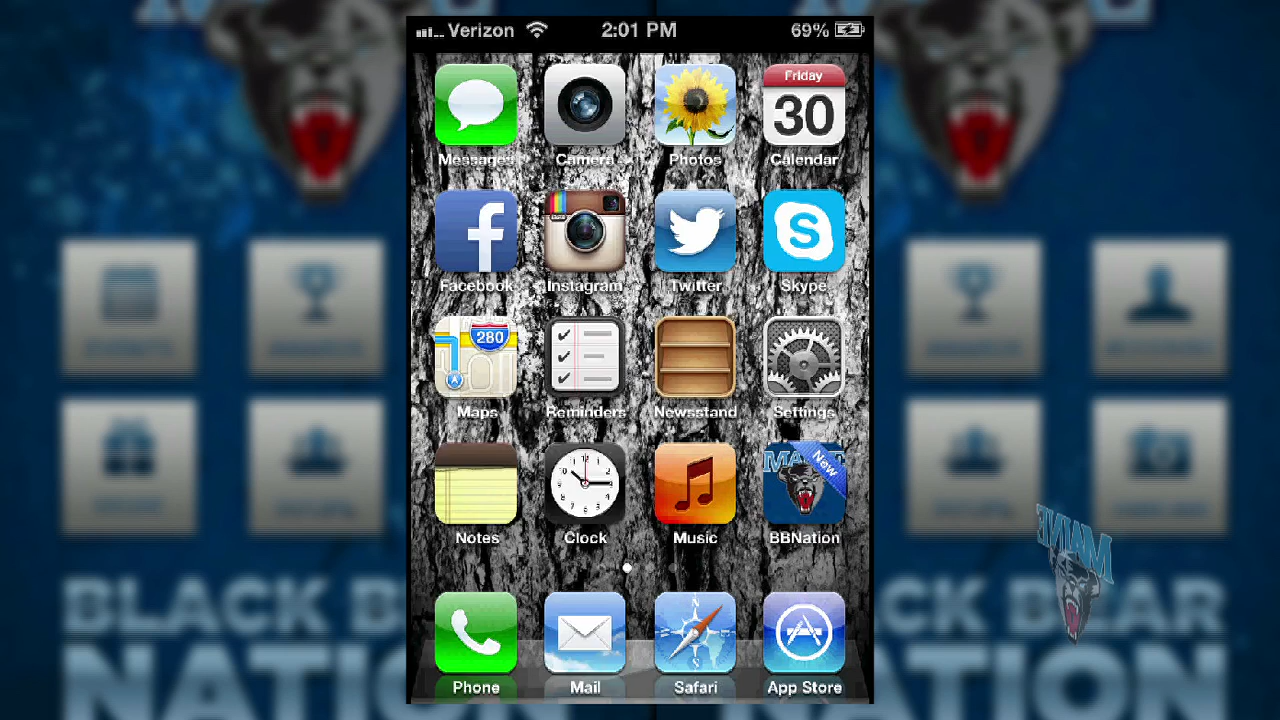 Verizon 2:01 PM 69%
Friday
30
Messages Camera Photos Calendar
Facebook Instagram Twitter Skype
280
Maps Reminders Newsstand Settings
MAINE New
Notes Clock Music BBNation
MAINE
BLACK BEAR
NATION
Phone Mail Safari App Store